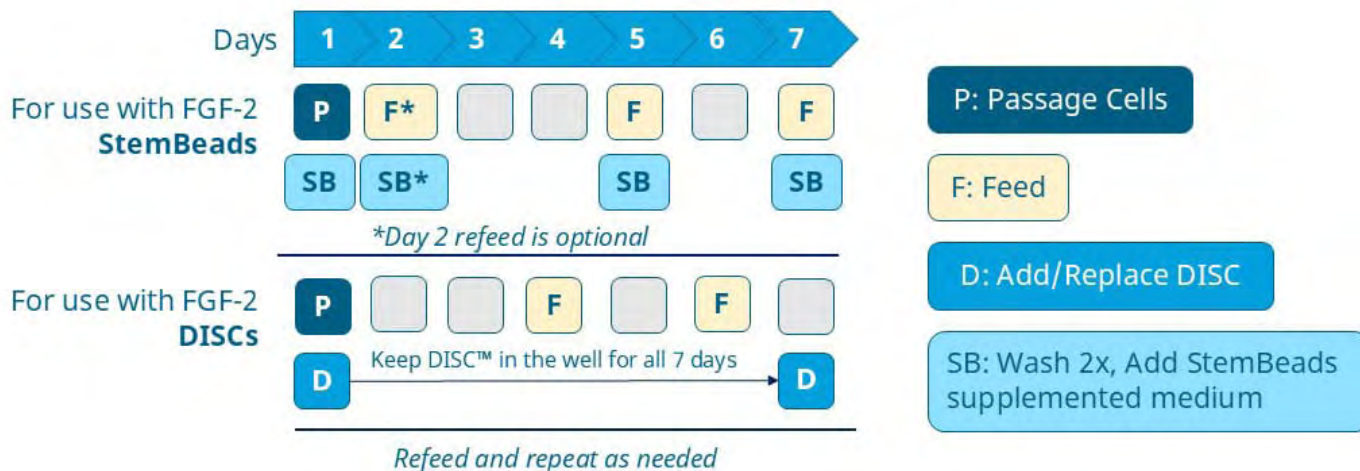 Days 1 2 3 4 5 6 7
For use with FGF-2
StemBeads
P F* F F
SB SB* SB SB
*Day 2 refeed is optional
For use with FGF-2
DISCs
P F F
Keep DISC™ in the well for all 7 days
D D
Refeed and repeat as needed
P: Passage Cells
F: Feed
D: Add/Replace DISC
SB: Wash 2x, Add StemBeads
supplemented medium